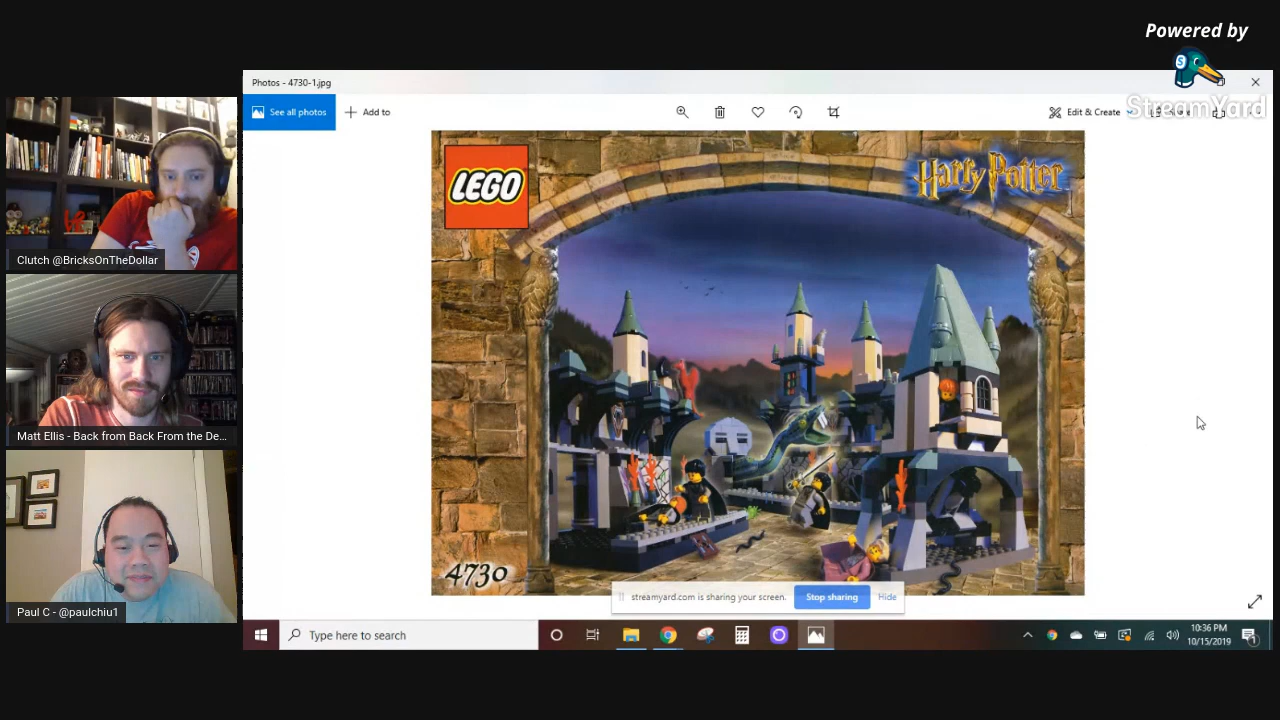 Powered by
StreamYard
Photos - 4730-1.jpg
See all photos
Add to
Edit & Create
LEGO
Harry Potter
4730
Clutch @BricksOnTheDollar
Matt Ellis - Back from Back From the De...
Paul C - @paulchiu1
streamyard.com is sharing your screen.
Stop sharing
Hide
Type here to search
10:36 PM
10/15/2019
1